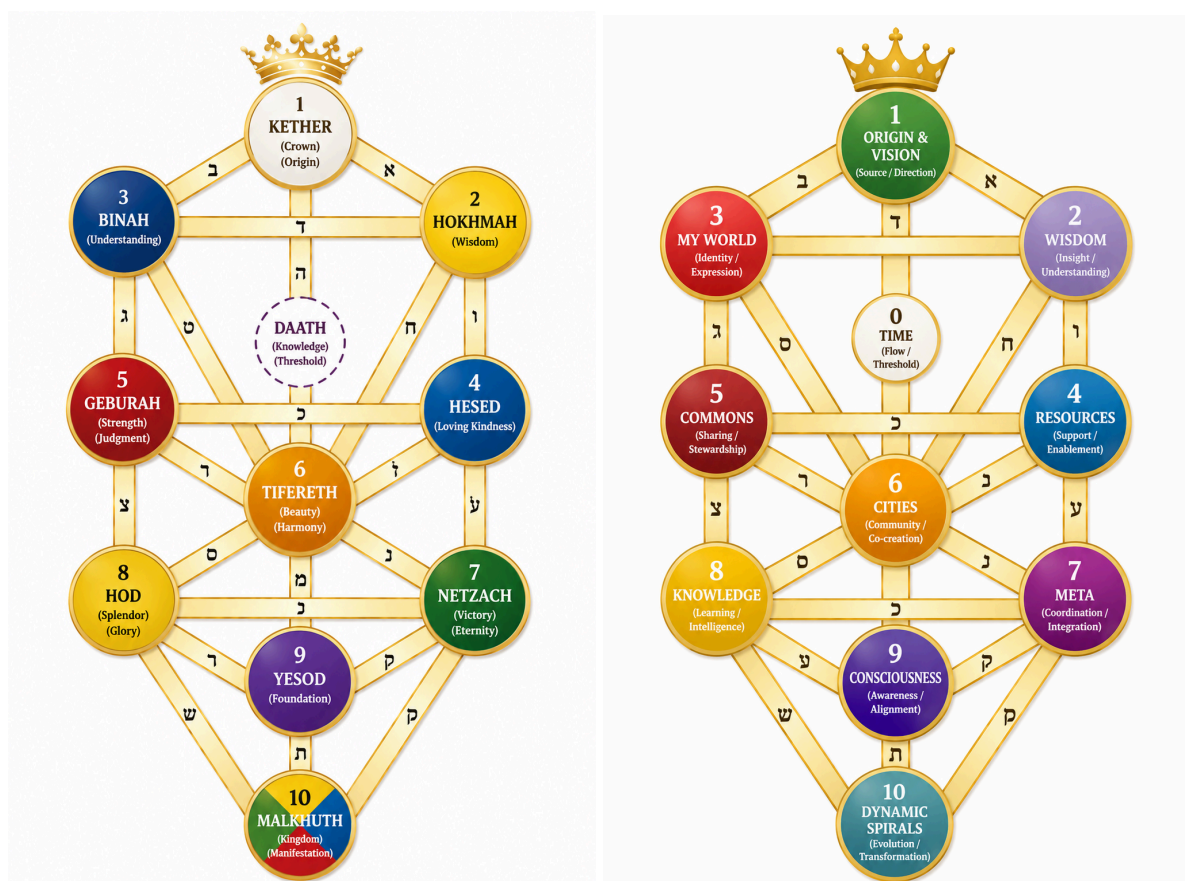 1
KETHER
(Crown)
(Origin)
ב
א
3
BINAH
(Understanding)
2
HOKHMAH
(Wisdom)
ד
ה
ג
ט
DAATH
(Knowledge)
(Threshold)
ח
ו
5
GEBURAH
(Strength)
(Judgment)
כ
4
HESED
(Loving Kindness)
ר
6
TIFERETH
(Beauty)
(Harmony)
צ
ס
נ
מ
8
HOD
(Splendor)
(Glory)
נ
7
NETZACH
(Victory)
(Eternity)
ר
9
YESOD
(Foundation)
ק
ש
ק
ת
10
MALKHUTH
(Kingdom)
(Manifestation)
1
ORIGIN &
VISION
(Source / Direction)
ב
א
3
MY WORLD
(Identity /
Expression)
ד
2
WISDOM
(Insight /
Understanding)
ג
ס
0
TIME
(Flow /
Threshold)
ה
ו
5
COMMONS
(Sharing /
Stewardship)
כ
4
RESOURCES
(Support /
Enablement)
ר
6
CITIES
(Community /
Co-creation)
נ
צ
ע
ס
נ
8
KNOWLEDGE
(Learning /
Intelligence)
כ
7
META
(Coordination /
Integration)
ע
9
CONSCIOUSNESS
(Awareness /
Alignment)
ק
ש
ת
10
DYNAMIC
SPIRALS
(Evolution /
Transformation)